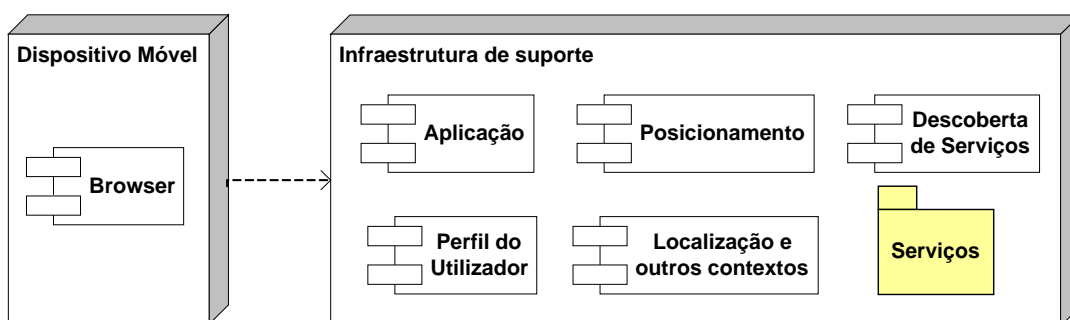 Dispositivo Móvel
Browser
Infraestrutura de suporte
Aplicação
Posicionamento
Descoberta
de Serviços
Perfil do
Utilizador
Localização e
outros contextos
Serviços